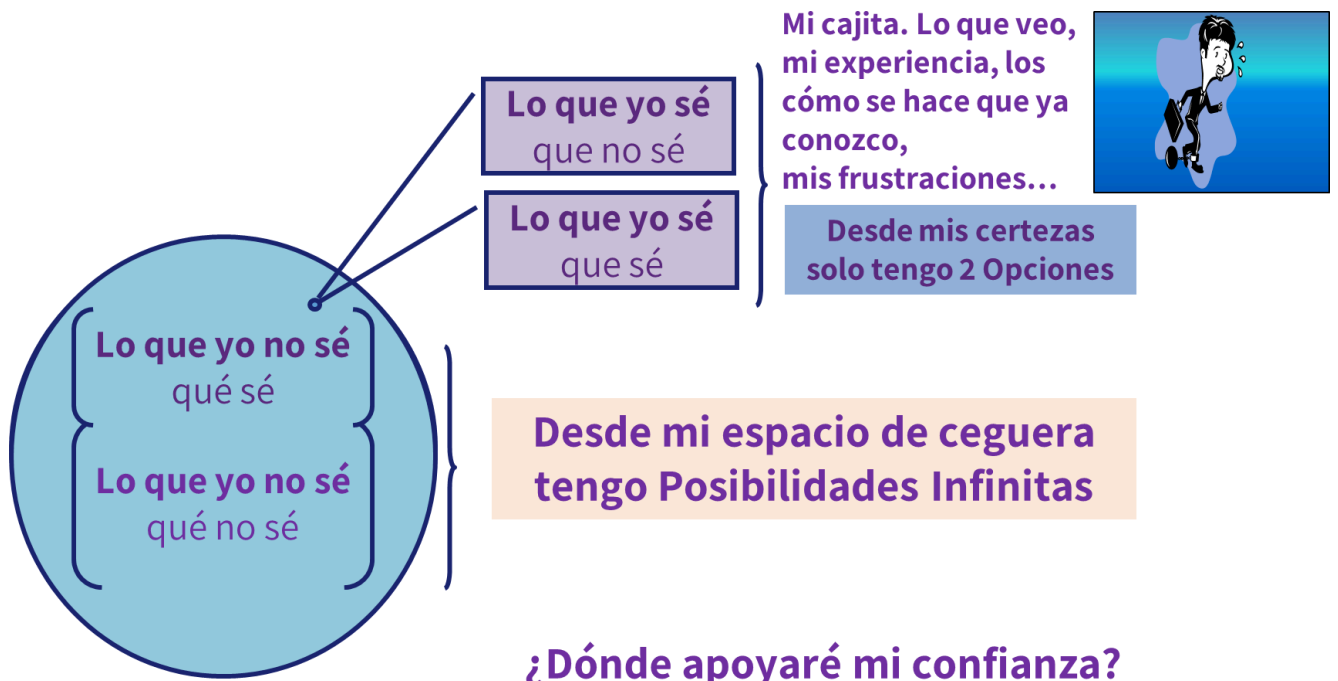 Mi cajita. Lo que veo,
mi experiencia, los
cómo se hace que ya
conozco,
mis frustraciones...
Lo que yo sé
que no sé
Lo que yo sé
que sé
Desde mis certezas
solo tengo 2 Opciones
Lo que yo no sé
qué sé
Lo que yo no sé
qué no sé
Desde mi espacio de ceguera
tengo Posibilidades Infinitas
¿Dónde apoyaré mi confianza?